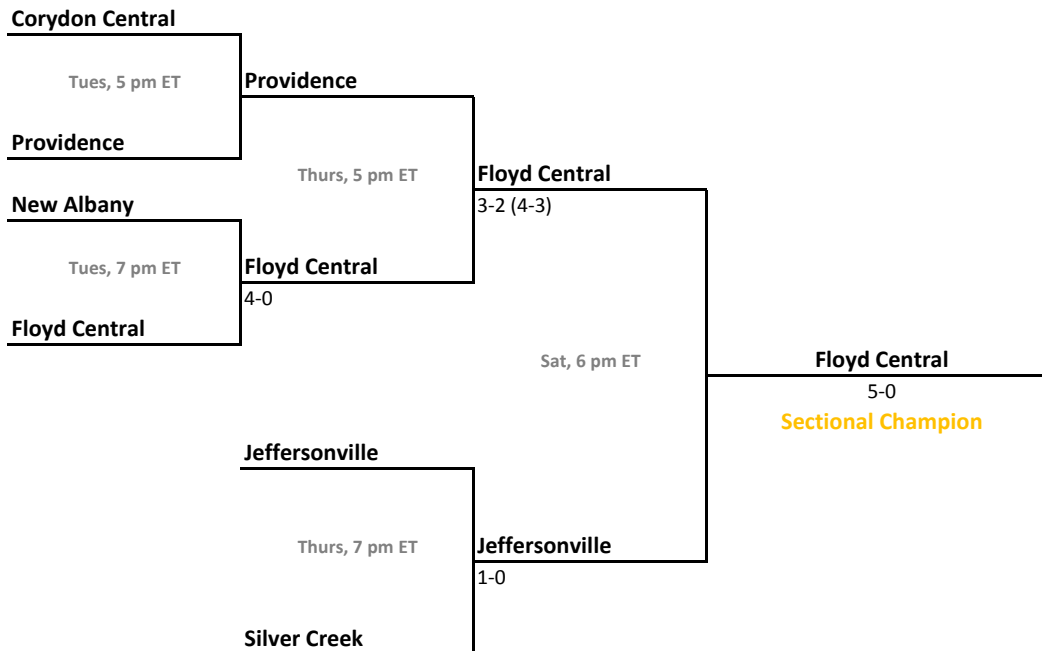 Corydon Central
Tues, 5 pm ET
Providence
Providence
Thurs, 5 pm ET
Floyd Central
3-2 (4-3)
New Albany
Tues, 7 pm ET
Floyd Central
4-0
Floyd Central
Sat, 6 pm ET
Floyd Central
5-0
Sectional Champion
Jeffersonville
Thurs, 7 pm ET
Jeffersonville
1-0
Silver Creek